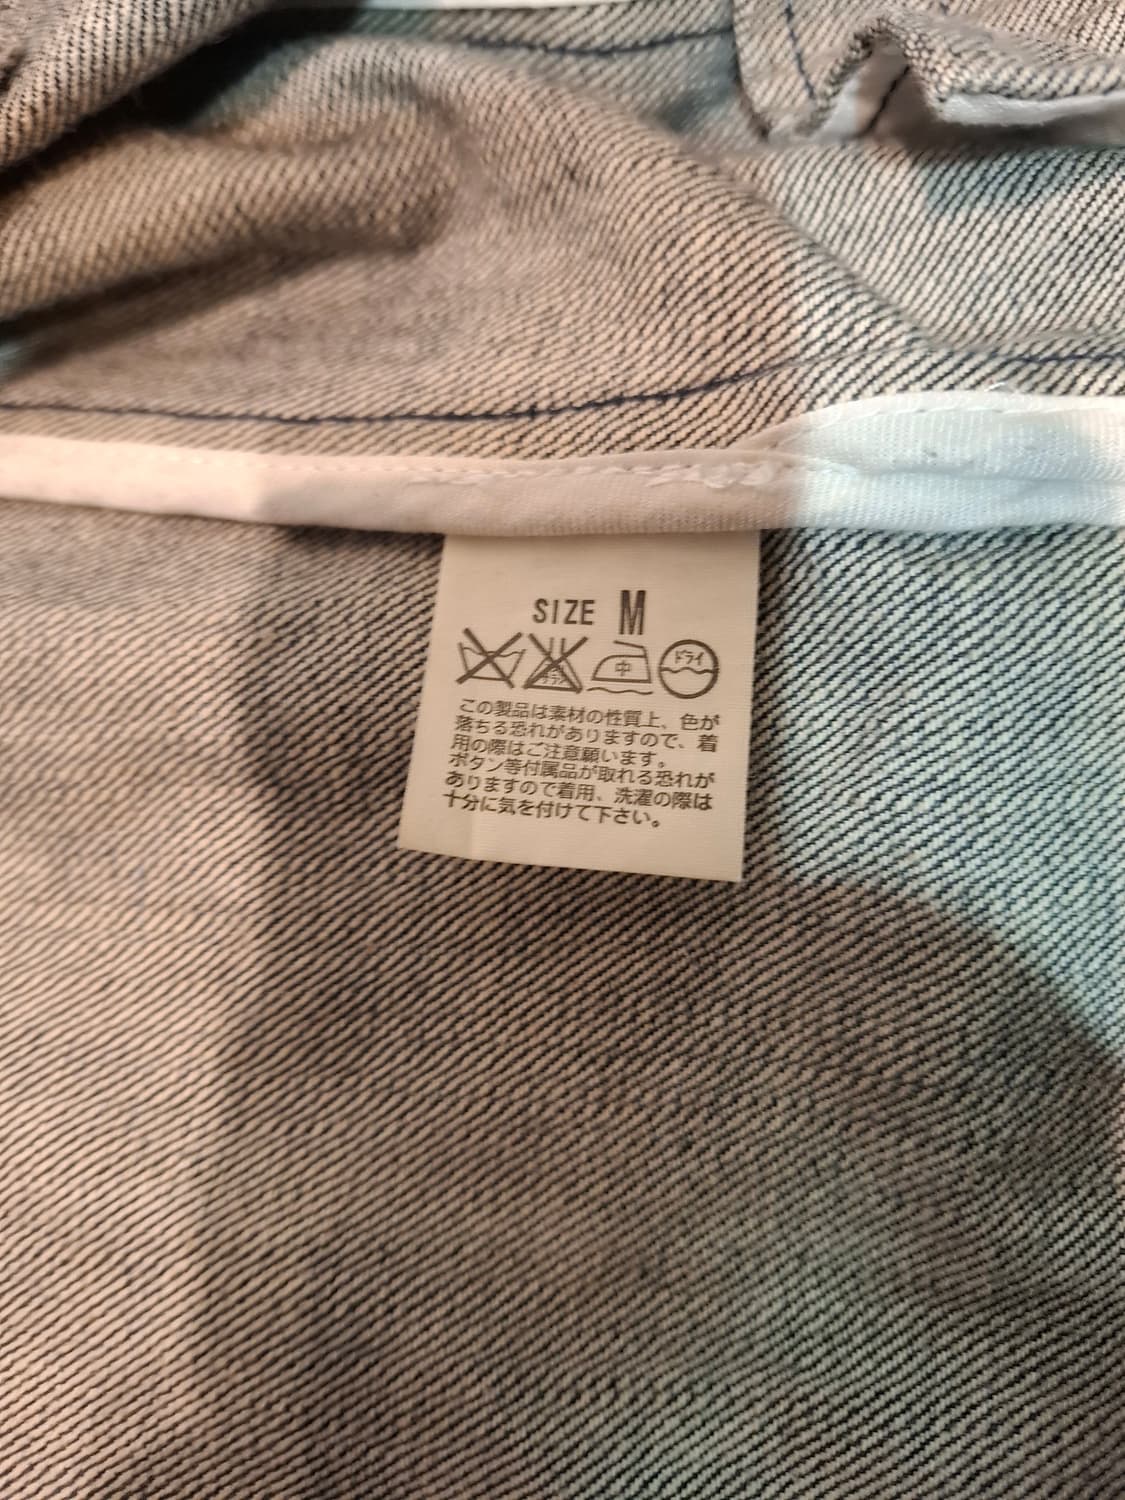 SIZE M
中 ドライ
この製品は素材の性質上、色が
落ちる恐れがありますので、着
用の際はご注意願います。
ボタン等付属品が取れる恐れが
ありますので着用、洗濯の際は
十分に気を付けて下さい。